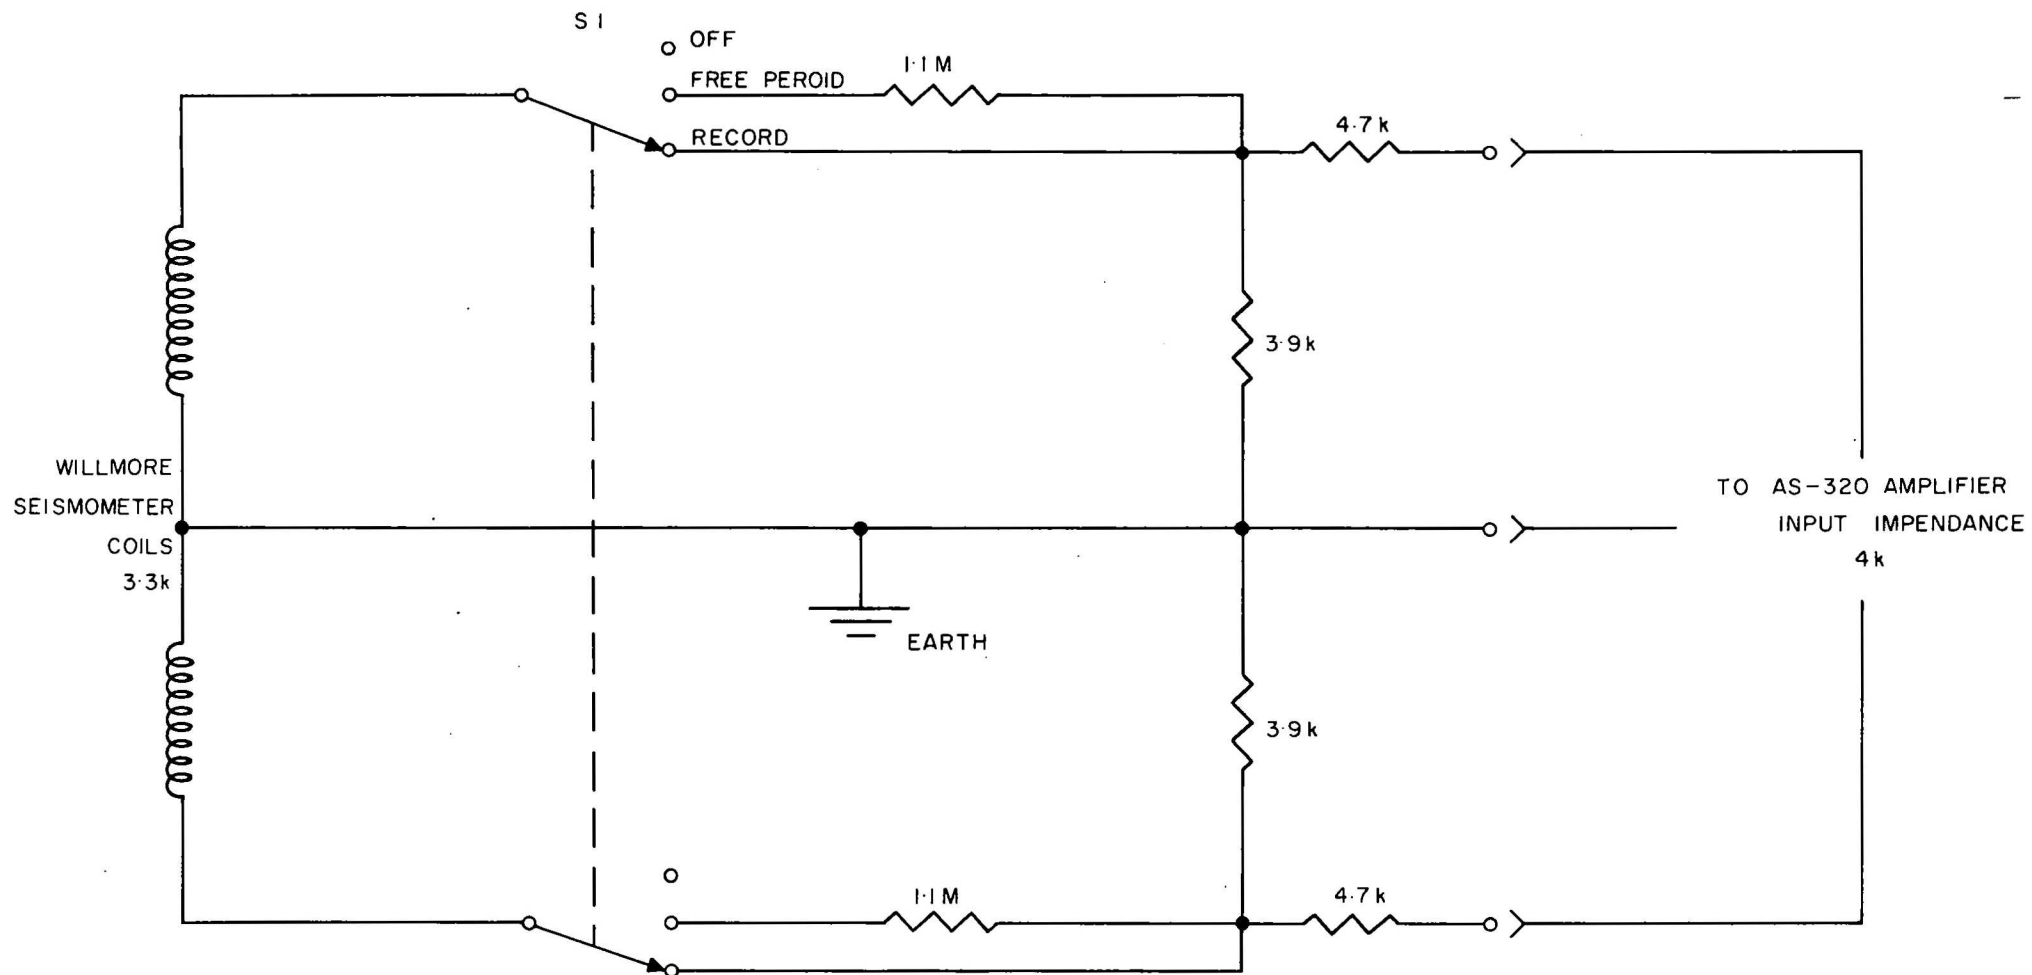 S1
OFF
FREE PEROID
1·1M
RECORD
4·7k
3·9k
WILLMORE
SEISMOMETER
COILS
3·3k
TO AS-320 AMPLIFIER
INPUT IMPENDANCE
4k
EARTH
3·9k
1·1M
4·7k